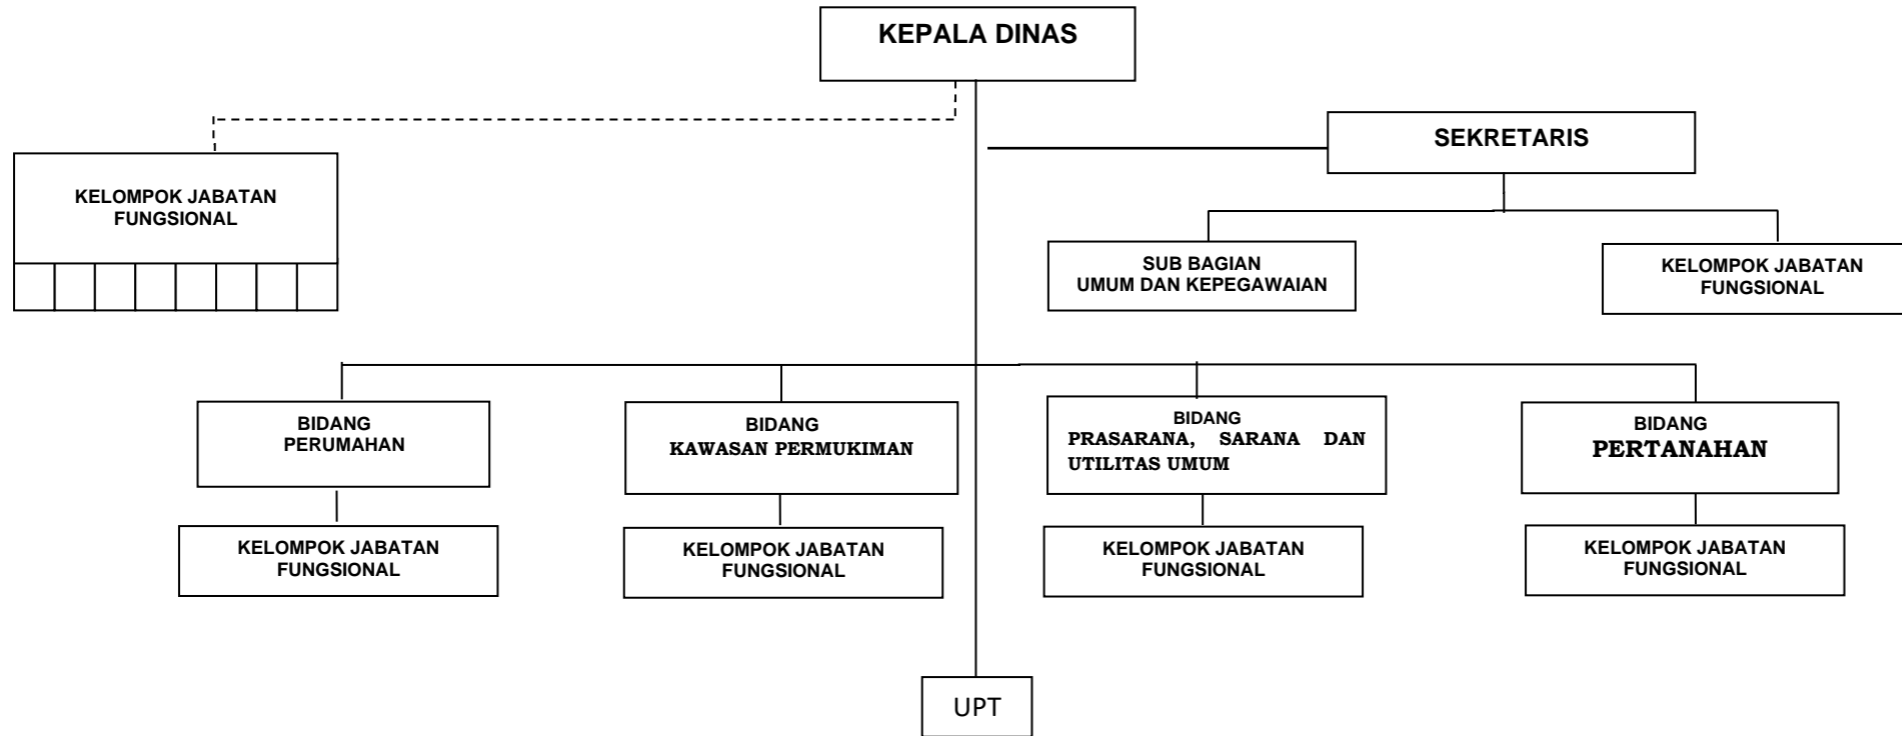 KEPALA DINAS
SEKRETARIS
KELOMPOK JABATAN
FUNGSIONAL
SUB BAGIAN
UMUM DAN KEPEGAWAIAN
KELOMPOK JABATAN
FUNGSIONAL
BIDANG
PERUMAHAN
BIDANG
KAWASAN PERMUKIMAN
BIDANG
PRASARANA, SARANA DAN
UTILITAS UMUM
BIDANG
PERTANAHAN
KELOMPOK JABATAN
FUNGSIONAL
KELOMPOK JABATAN
FUNGSIONAL
KELOMPOK JABATAN
FUNGSIONAL
KELOMPOK JABATAN
FUNGSIONAL
UPT